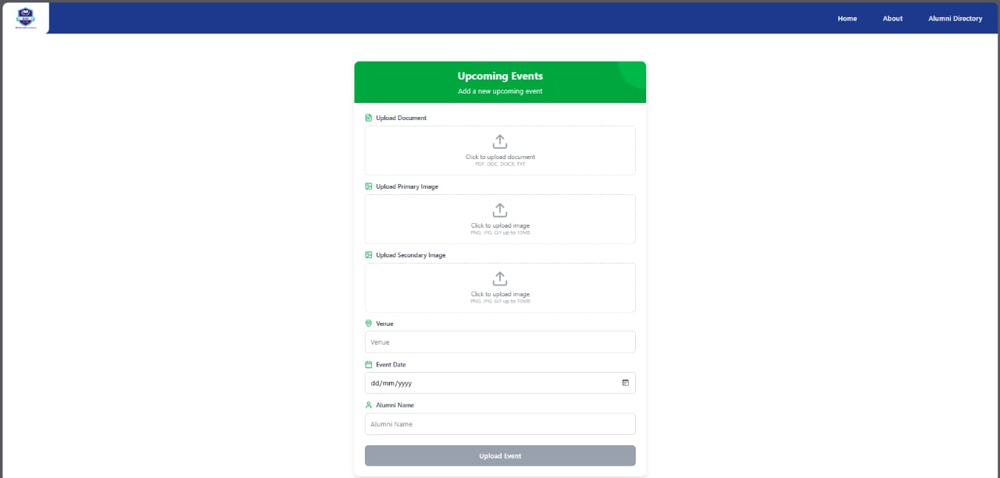 Home About Alumni Directory
Upcoming Events
Add a new upcoming event
Upload Document
Click to upload document
PDF, DOC, DOCX, TXT
Upload Primary Image
Click to upload image
PNG, JPG, GIF up to 10MB
Upload Secondary Image
Click to upload image
PNG, JPG, GIF up to 10MB
Venue
Venue
Event Date
dd/mm/yyyy
Alumni Name
Alumni Name
Upload Event